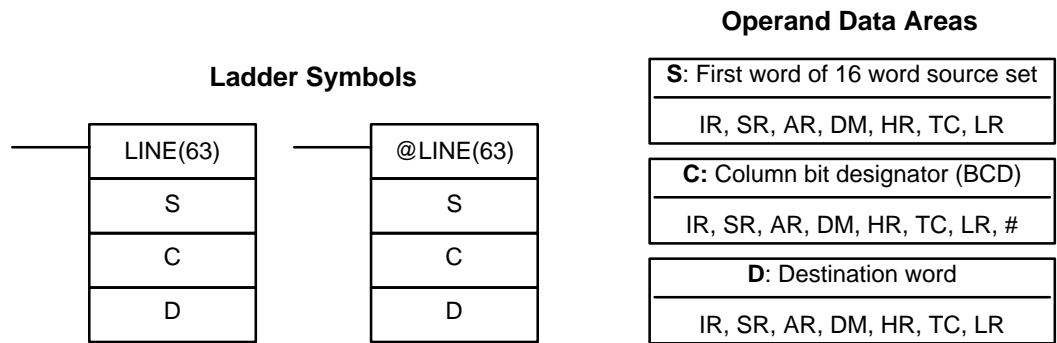 Ladder Symbols
LINE(63)
S
C
D
@LINE(63)
S
C
D
Operand Data Areas
S: First word of 16 word source set
IR, SR, AR, DM, HR, TC, LR
C: Column bit designator (BCD)
IR, SR, AR, DM, HR, TC, LR, #
D: Destination word
IR, SR, AR, DM, HR, TC, LR